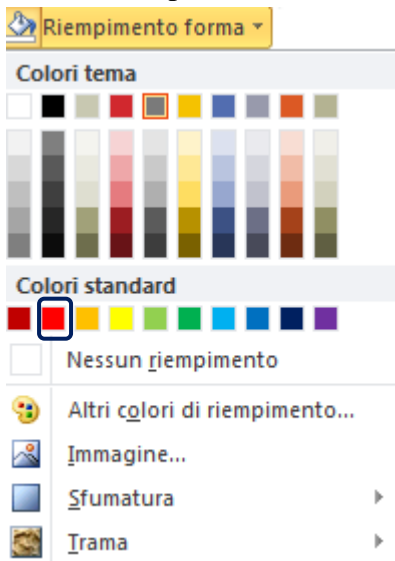 Riempimento forma
Colori tema
Colori standard
Nessun riempimento
Altri colori di riempimento...
Immagine...
Sfumatura
Trama